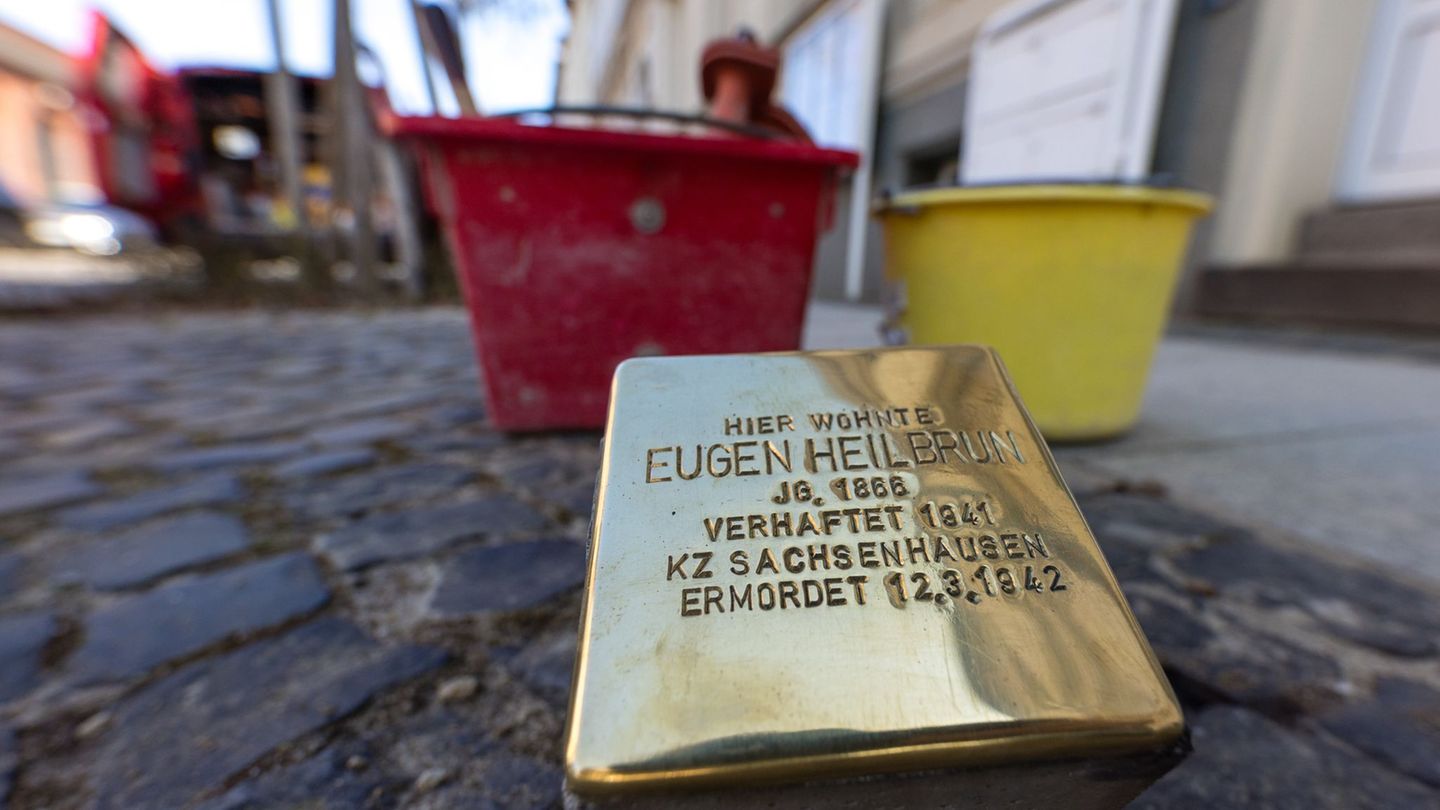 HIER WOHNTE
EUGEN HEILBRUN
JG. 1866
VERHAFTET 1941
KZ SACHSENHAUSEN
ERMORDET 12.3.1942